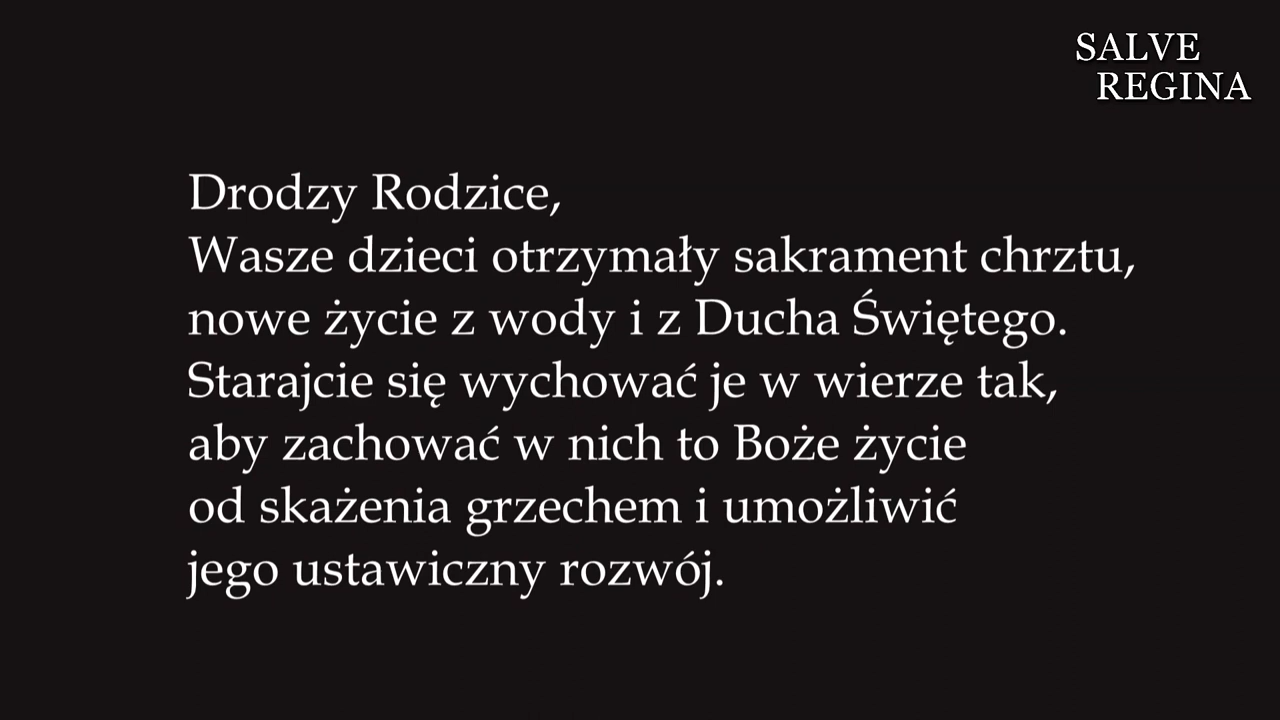 SALVE
REGINA
Drodzy Rodzice,
Wasze dzieci otrzymały sakrament chrztu,
nowe życie z wody i z Ducha Świętego.
Starajcie się wychować je w wierze tak,
aby zachować w nich to Boże życie
od skażenia grzechem i umożliwić
jego ustawiczny rozwój.